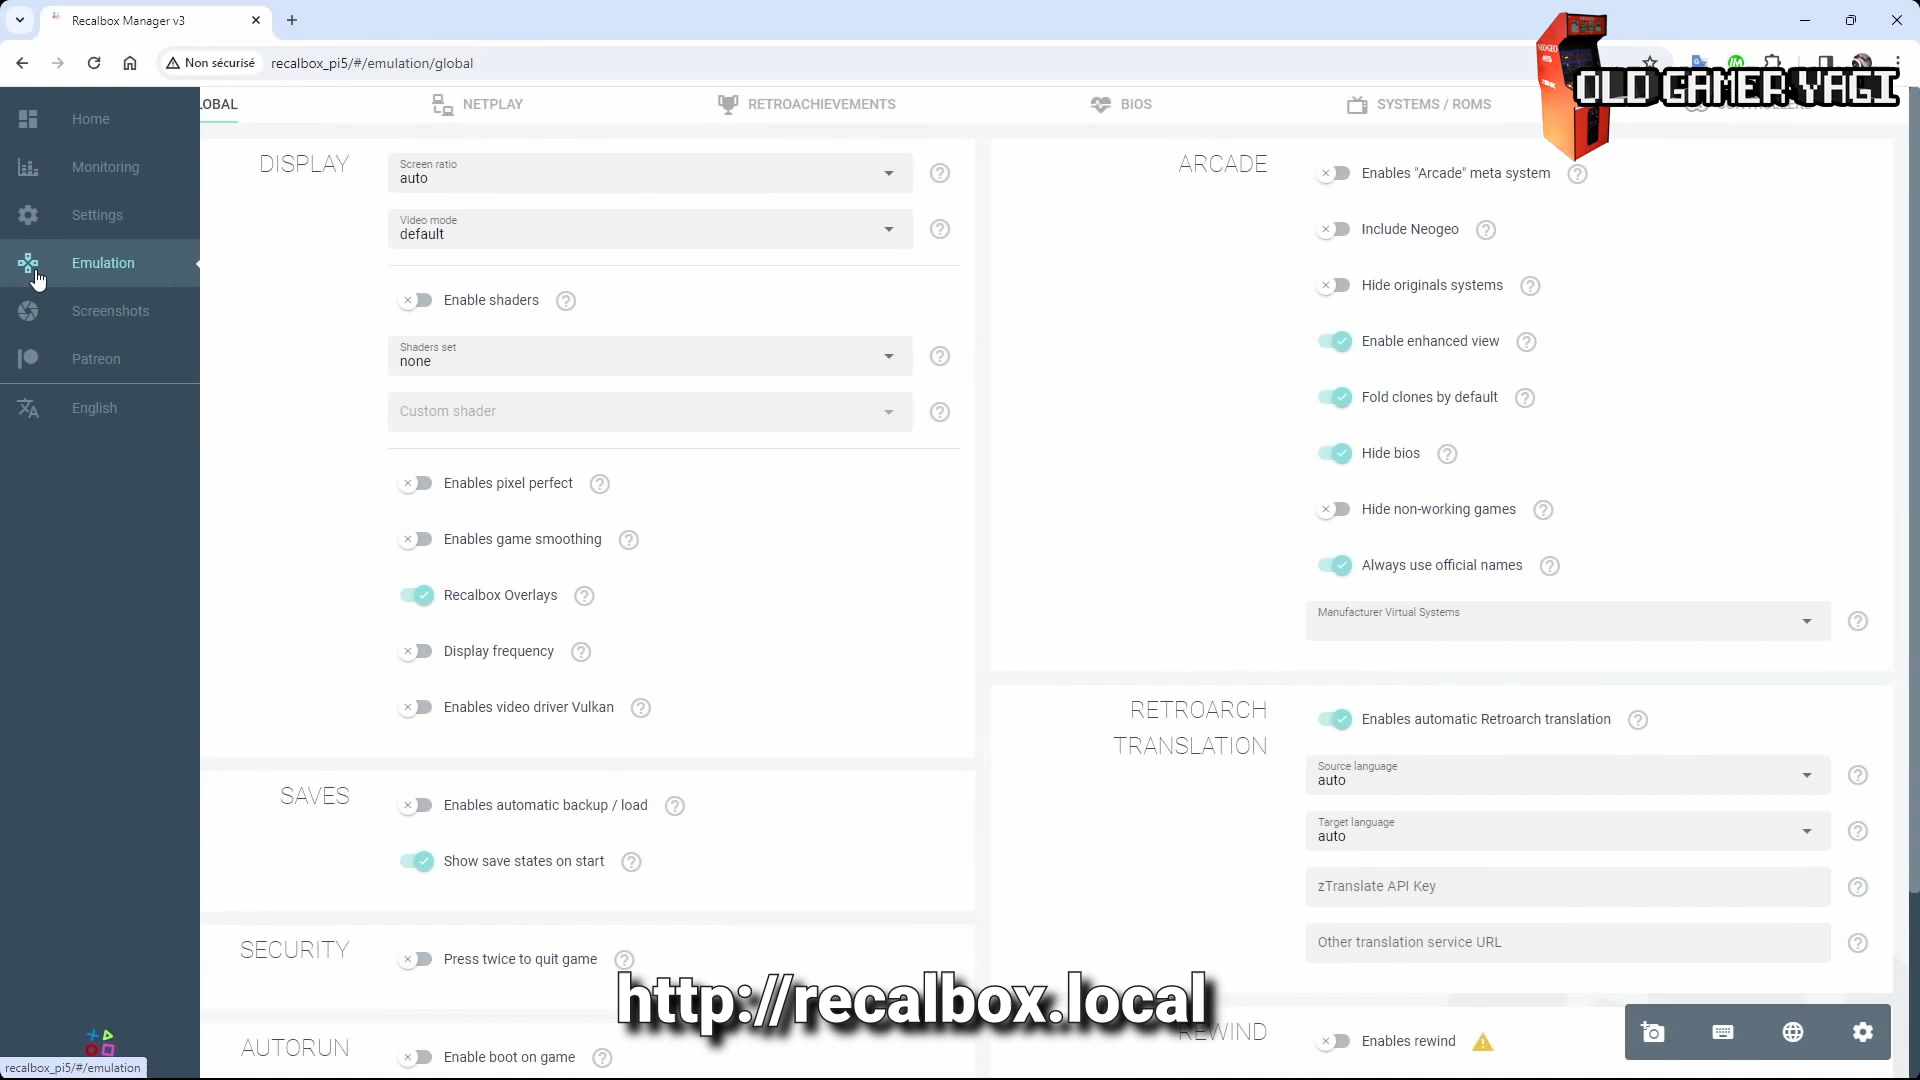 Recalbox Manager v3
Non sécurisé
recalbox_pi5/#/emulation/global
OLD GAMER YAGI
NEOGEO
Home
Monitoring
Settings
Emulation
Screenshots
Patreon
English
LOBAL
NETPLAY
RETROACHIEVEMENTS
BIOS
SYSTEMS / ROMS
DISPLAY
Screen ratio
auto
Video mode
default
Enable shaders
Shaders set
none
Custom shader
Enables pixel perfect
Enables game smoothing
Recalbox Overlays
Display frequency
Enables video driver Vulkan
SAVES
Enables automatic backup / load
Show save states on start
SECURITY
Press twice to quit game
AUTORUN
Enable boot on game
ARCADE
Enables "Arcade" meta system
Include Neogeo
Hide originals systems
Enable enhanced view
Fold clones by default
Hide bios
Hide non-working games
Always use official names
Manufacturer Virtual Systems
RETROARCH
TRANSLATION
Enables automatic Retroarch translation
Source language
auto
Target language
auto
zTranslate API Key
Other translation service URL
REWIND
Enables rewind
http://recalbox.local
recalbox_pi5/#/emulation